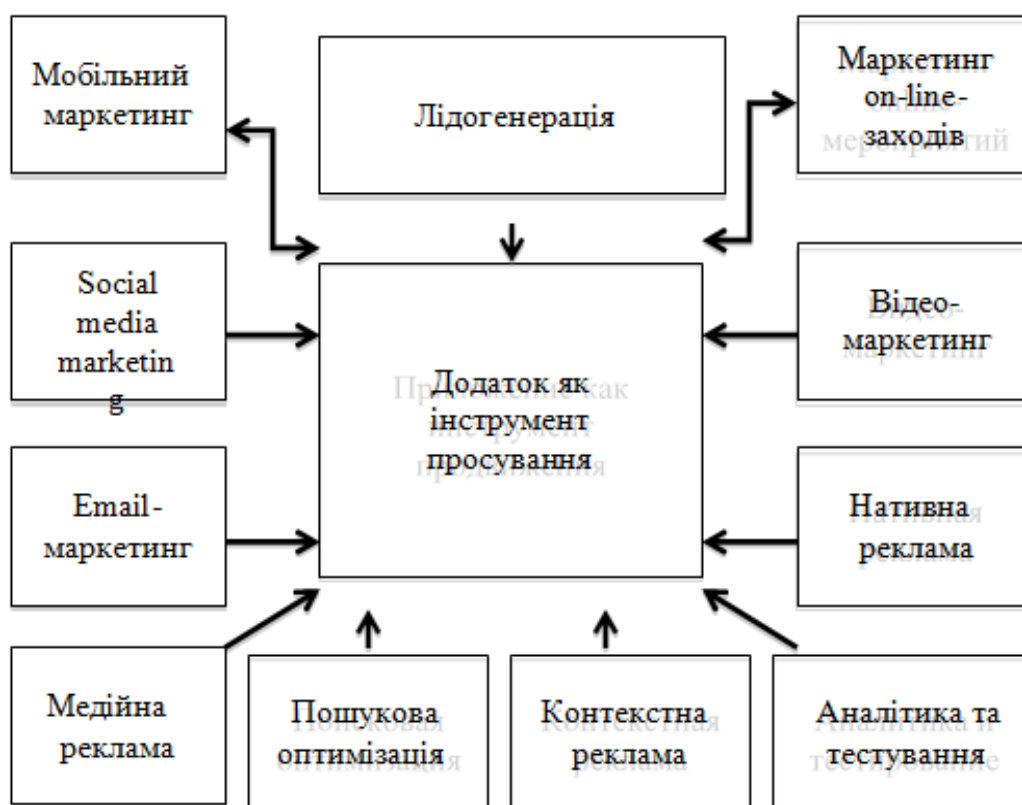 Мобільний
маркетинг
Лідогенерація
Маркетинг
on-line-
заходів
Social
media
marketin
g
Відео-
маркетинг
Додаток як
інструмент
просування
Email-
маркетинг
Нативна
реклама
Медійна
реклама
Пошукова
оптимізація
Контекстна
реклама
Аналітика та
тестування